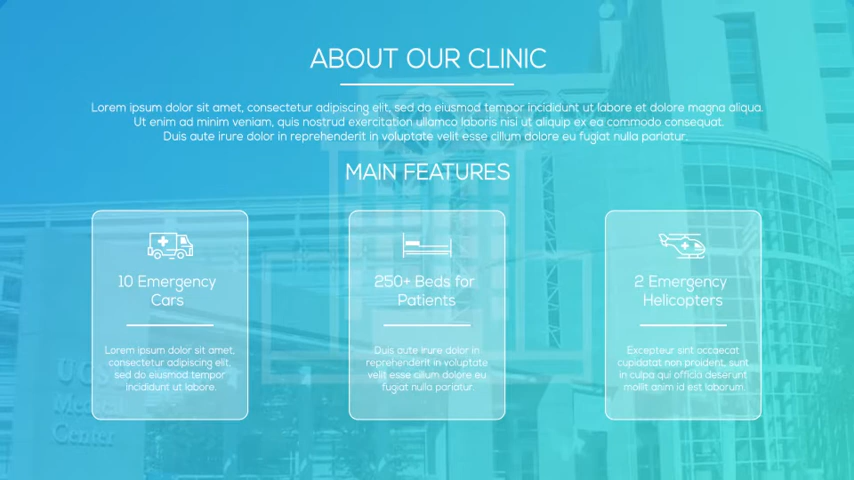 ABOUT OUR CLINIC
Lorem ipsum dolor sit amet, consectetur adipiscing elit, sed do eiusmod tempor incididunt ut labore et dolore magna aliqua.
Ut enim ad minim veniam, quis nostrud exercitation ullamco laboris nisi ut aliquip ex ea commodo consequat.
Duis aute irure dolor in reprehenderit in voluptate velit esse cillum dolore eu fugiat nulla pariatur.
MAIN FEATURES
10 Emergency
Cars
Lorem ipsum dolor sit amet,
consectetur adipiscing elit,
sed do eiusmod tempor
incididunt ut labore.
250+ Beds for
Patients
Duis aute irure dolor in
reprehenderit in voluptate
velit esse cillum dolore eu
fugiat nulla pariatur.
2 Emergency
Helicopters
Excepteur sint occaecat
cupidatat non proident, sunt
in culpa qui officia deserunt
mollit anim id est laborum.
Medical
Center